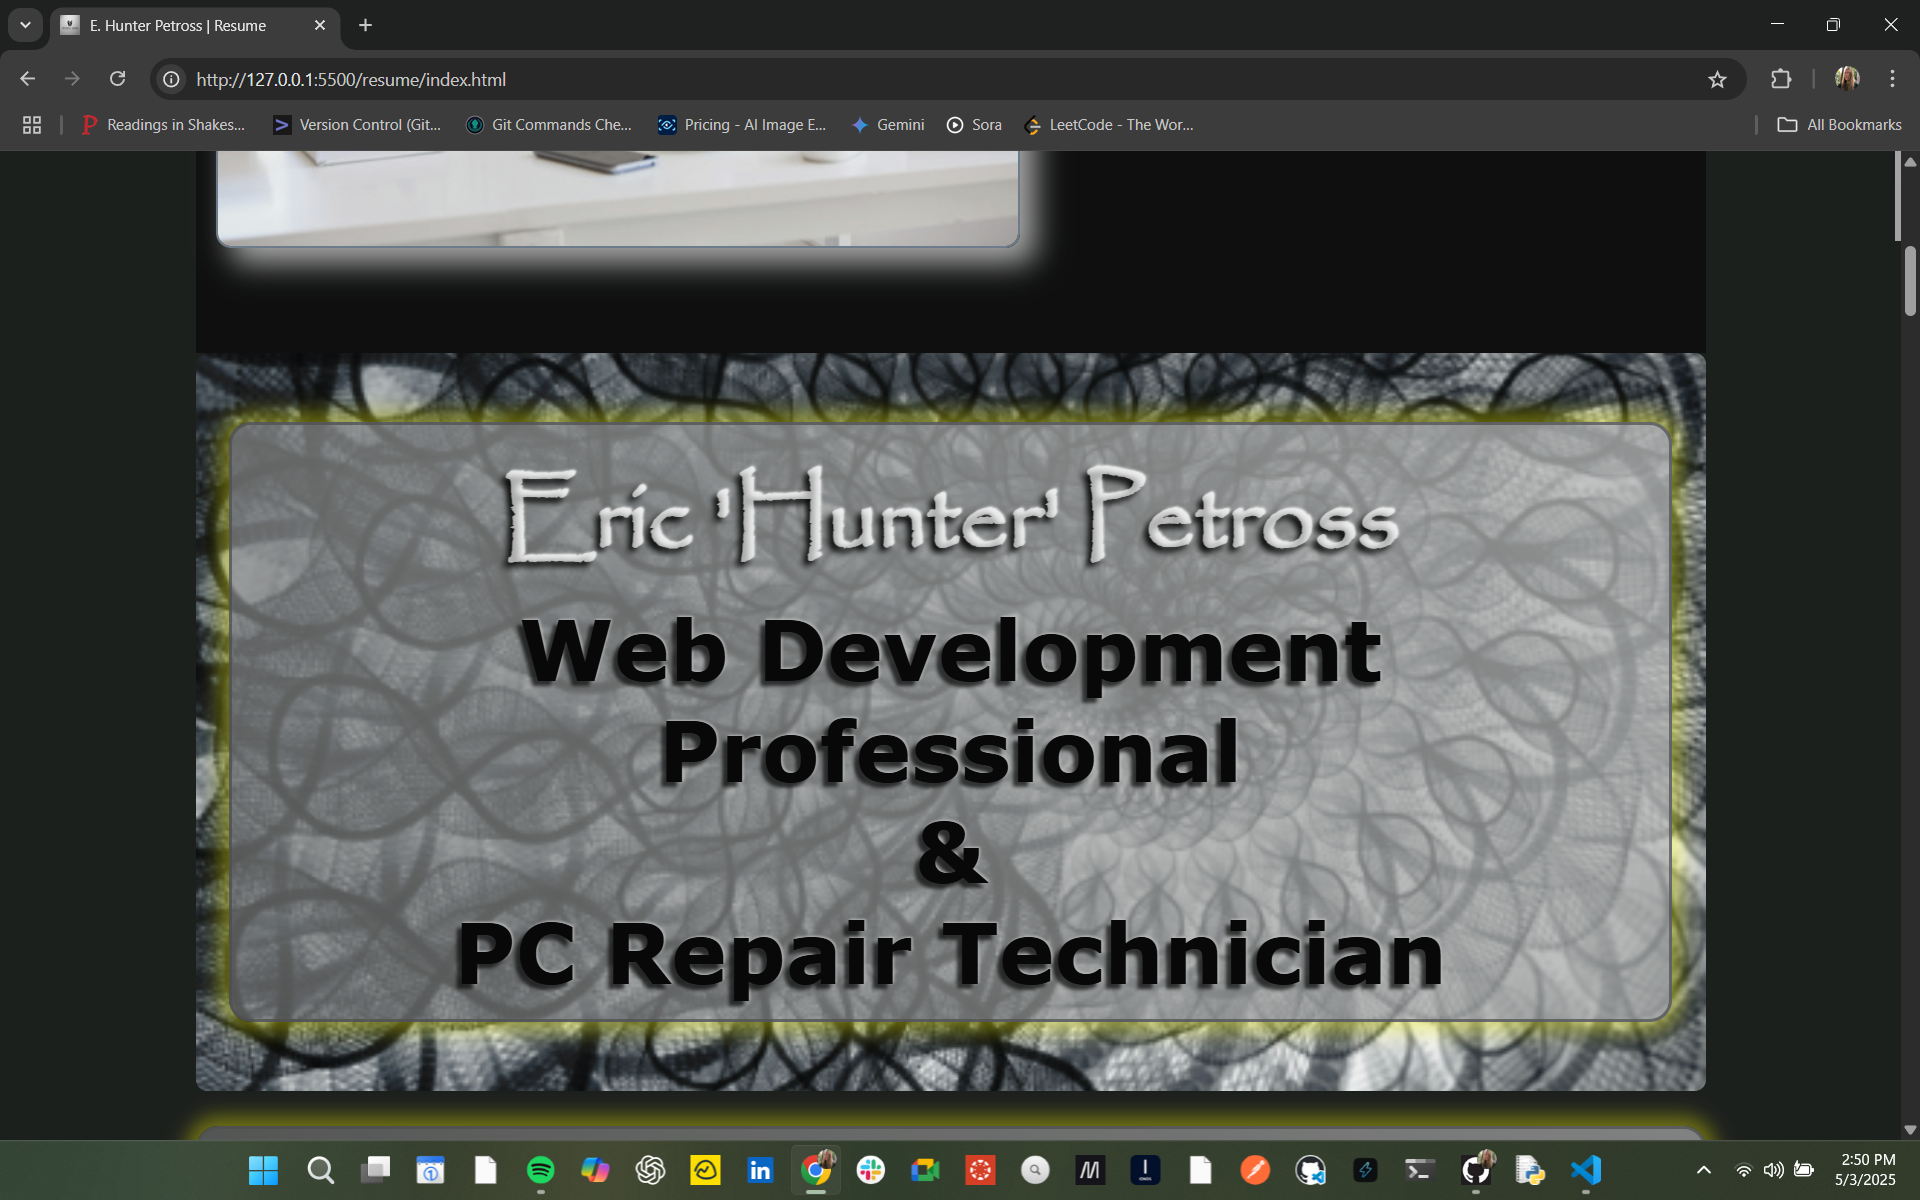 E. Hunter Petross | Resume
http://127.0.0.1:5500/resume/index.html
Readings in Shakes... Version Control (Git... Git Commands Che... Pricing - AI Image E... Gemini Sora LeetCode - The Wor... All Bookmarks
Eric 'Hunter' Petross
Web Development
Professional
&
PC Repair Technician
2:50 PM
5/3/2025